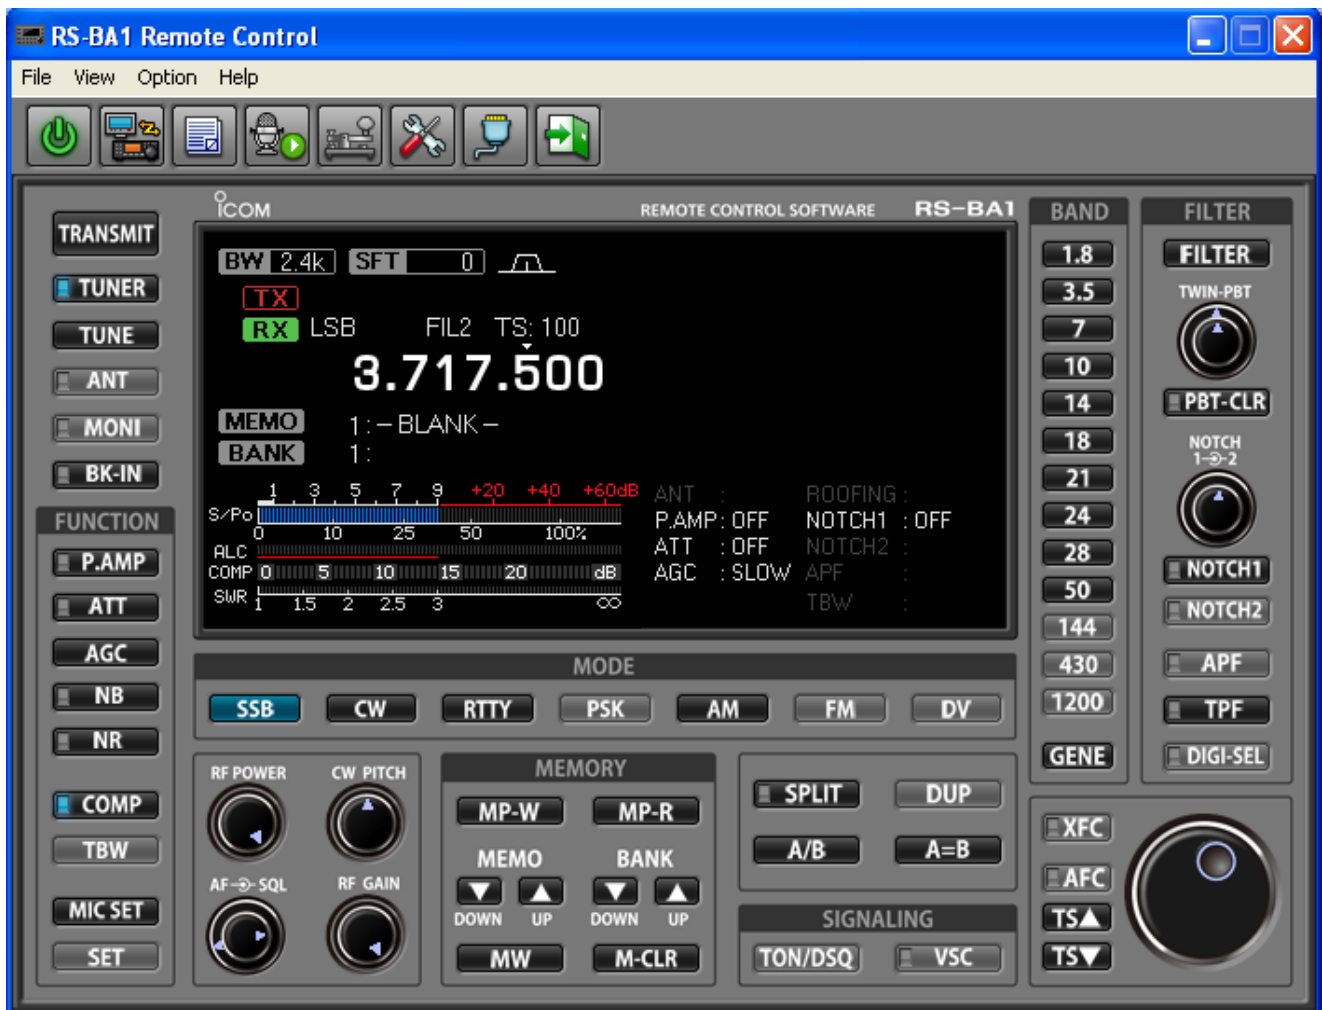 RS-BA1 Remote Control
File View Option Help
ICOM REMOTE CONTROL SOFTWARE RS-BA1
TRANSMIT
TUNER
TUNE
ANT
MONI
BK-IN
FUNCTION
P.AMP
ATT
AGC
NB
NR
COMP
TBW
MIC SET
SET
BW 2.4k SFT 0
TX
RX LSB FIL2 TS: 100
3.717.500
MEMO 1: – BLANK –
BANK 1:
1 3 5 7 9 +20 +40 +60dB
S/Po
0 10 25 50 100%
ALC
COMP 0 5 10 15 20 dB
SWR 1 1.5 2 2.5 3 ∞
ANT : ROOFING :
P.AMP: OFF NOTCH1 : OFF
ATT : OFF NOTCH2 :
AGC : SLOW APF :
TBW :
MODE
SSB CW RTTY PSK AM FM DV
RF POWER CW PITCH
AF SQL RF GAIN
MEMORY
MP-W MP-R
MEMO BANK
DOWN UP DOWN UP
MW M-CLR
SPLIT DUP
A/B A=B
SIGNALING
TON/DSQ VSC
BAND
1.8
3.5
7
10
14
18
21
24
28
50
144
430
1200
GENE
FILTER
FILTER
TWIN-PBT
PBT-CLR
NOTCH
1 2
NOTCH1
NOTCH2
APF
TPF
DIGI-SEL
XFC
AFC
TS▲
TS▼